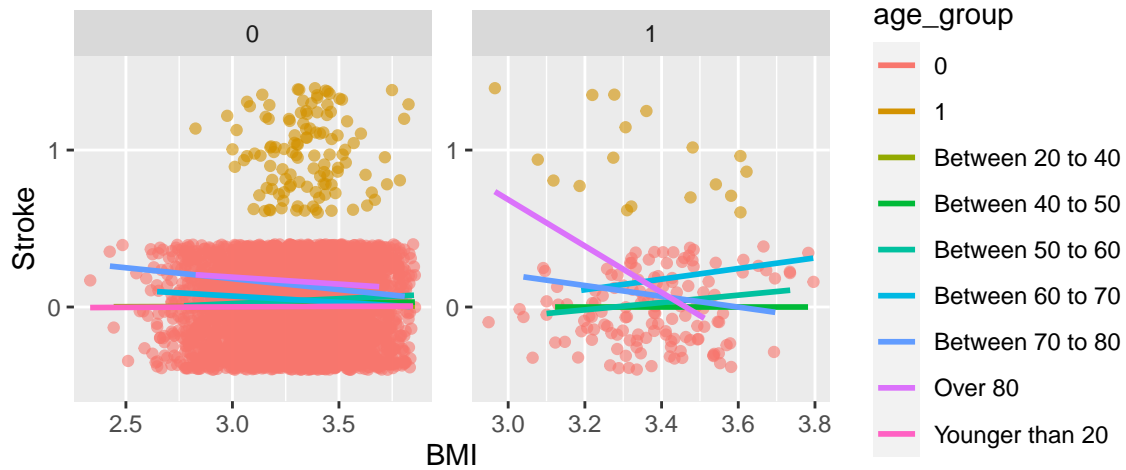 0
1
age_group
0
1
Between 20 to 40
Between 40 to 50
Between 50 to 60
Between 60 to 70
Between 70 to 80
Over 80
Younger than 20
Stroke
1
0
2.5 3.0 3.5
3.0 3.2 3.4 3.6 3.8
BMI